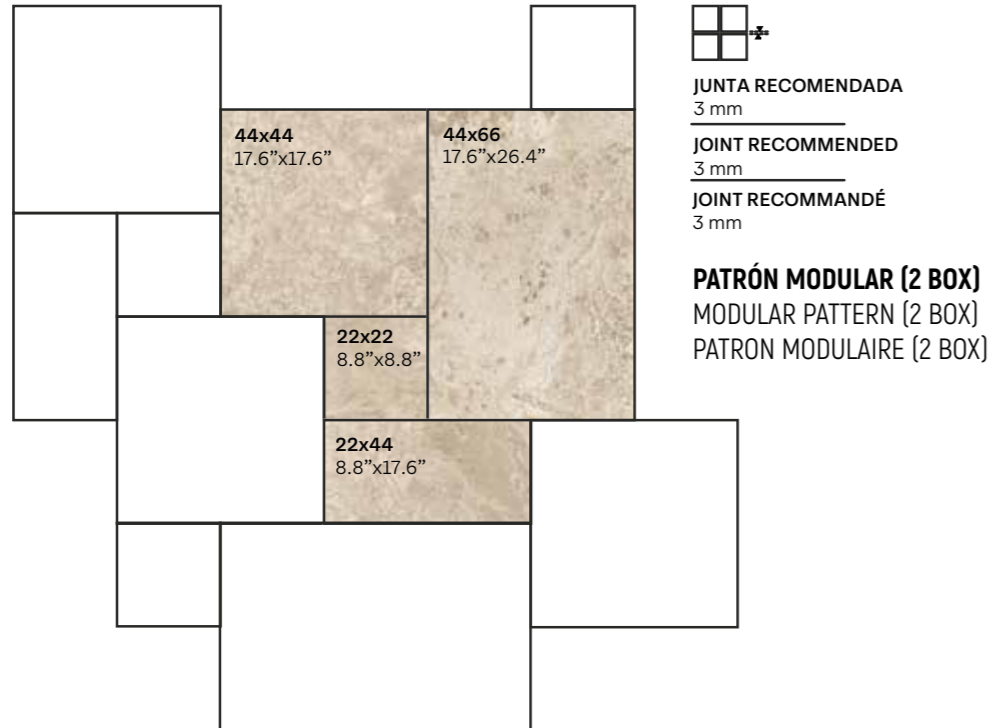 44x44
17.6”x17.6”
44x66
17.6”x26.4”
22x22
8.8”x8.8”
22x44
8.8”x17.6”
JUNTA RECOMENDADA
3 mm
JOINT RECOMMENDED
3 mm
JOINT RECOMMANDÉ
3 mm
PATRÓN MODULAR (2 BOX)
MODULAR PATTERN (2 BOX)
PATRON MODULAIRE (2 BOX)